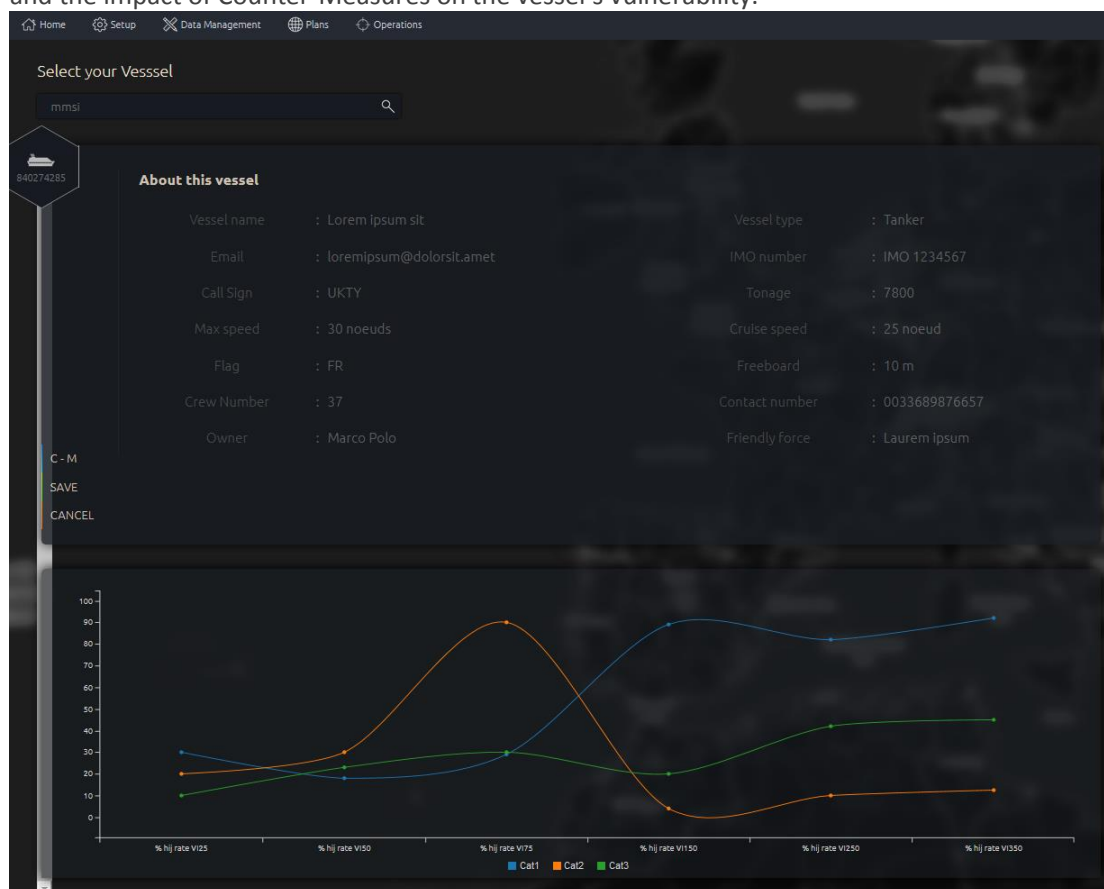 and the impact of Counter-Measures on the vessel's vulnerability.
Home Setup Data Management Plans Operations
Select your Vesssel
mmsi
840274285
About this vessel
Vessel name : Lorem ipsum sit Vessel type : Tanker
Email : loremipsum@dolorsit.amet IMO number : IMO 1234567
Call Sign : UKTY Tonage : 7800
Max speed : 30 noeuds Cruise speed : 25 noeud
Flag : FR Freeboard : 10 m
Crew Number : 37 Contact number : 0033689876657
Owner : Marco Polo Friendly force : Laurem ipsum
C - M
SAVE
CANCEL
100
90
80
70
60
50
40
30
20
10
0
% hij rate VI25 % hij rate VI50 % hij rate VI75 % hij rate VI150 % hij rate VI250 % hij rate VI350
Cat1 Cat2 Cat3